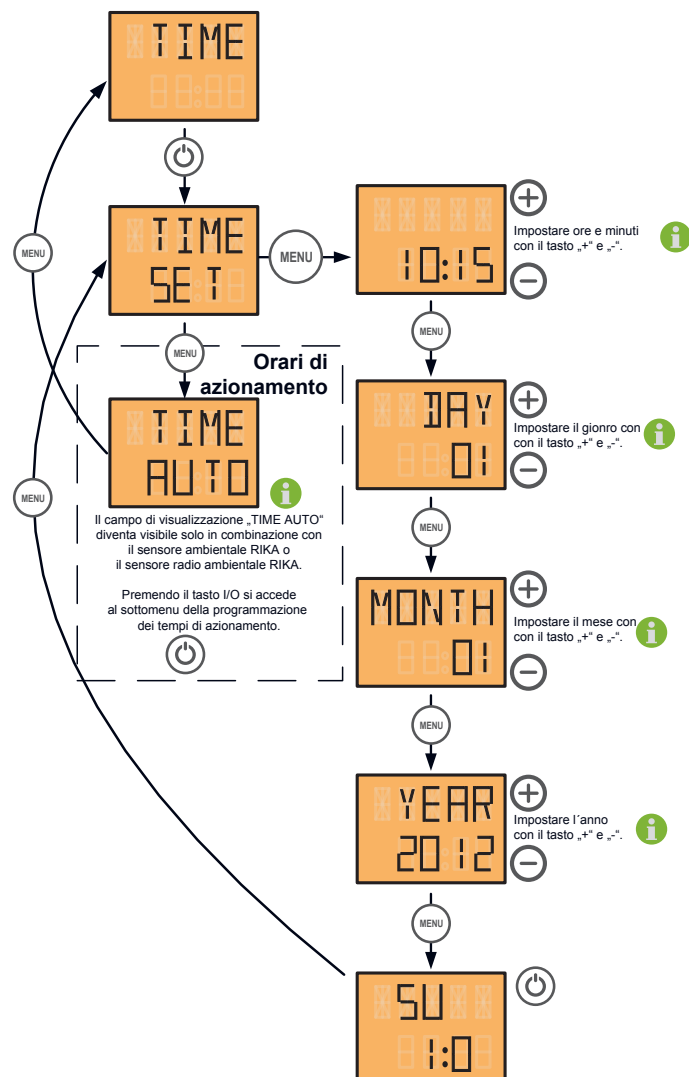 TIME
TIME
SET
MENU
MENU
10:15
Impostare ore e minuti
con il tasto „+“ e „-“.
MENU
MENU
MENU
Orari di
azionamento
TIME
AUTO
Il campo di visualizzazione „TIME AUTO“
diventa visibile solo in combinazione con
il sensore ambientale RIKA o
il sensore radio ambientale RIKA.
Premendo il tasto I/O si accede
al sottomenu della programmazione
dei tempi di azionamento.
DAY
01
Impostare il gionro con
con il tasto „+“ e „-“.
MENU
MENU
MONTH
01
Impostare il mese con
con il tasto „+“ e „-“.
MENU
YEAR
2012
Impostare l´anno
con il tasto „+“ e „-“.
MENU
SU
1:0